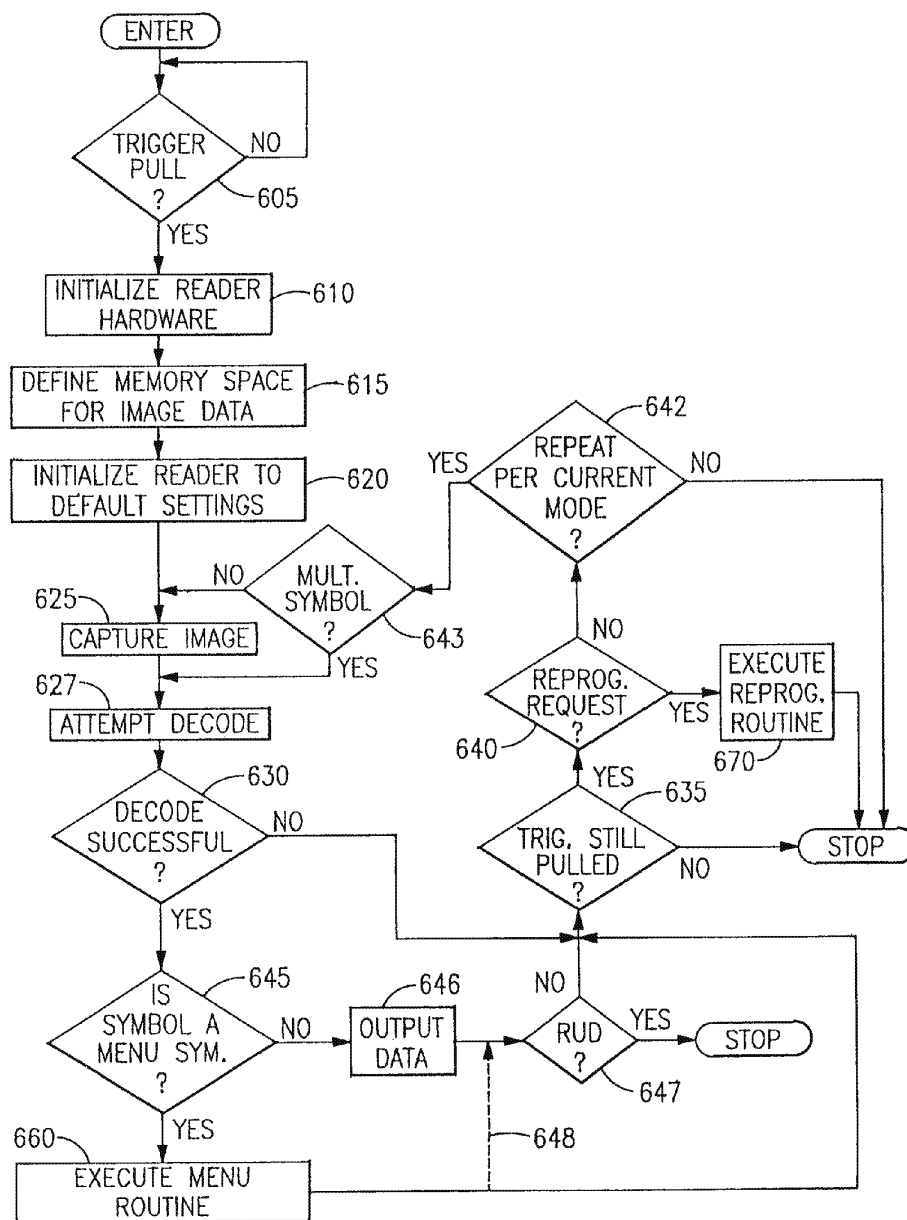 ENTER
TRIGGER
PULL
?
NO
605
YES
INITIALIZE READER
HARDWARE
610
DEFINE MEMORY SPACE
FOR IMAGE DATA
615
INITIALIZE READER TO
DEFAULT SETTINGS
620
642
REPEAT
PER CURRENT
MODE
?
YES
NO
MULT.
SYMBOL
?
NO
643
YES
625
CAPTURE IMAGE
627
ATTEMPT DECODE
NO
REPROG.
REQUEST
?
640
YES
EXECUTE
REPROG.
ROUTINE
670
630
DECODE
SUCCESSFUL
?
NO
YES
YES
635
TRIG. STILL
PULLED
?
NO
STOP
645
IS
SYMBOL A
MENU SYM.
?
NO
YES
646
OUTPUT
DATA
NO
RUD
?
YES
647
STOP
648
660
EXECUTE MENU
ROUTINE